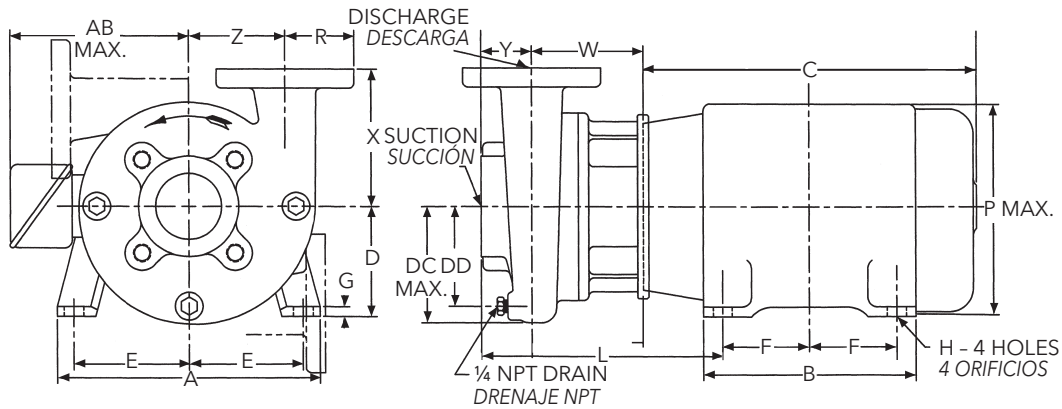 AB
MAX.
Z
R
DISCHARGE
DESCARGA
Y
W
C
X
SUCTION
SUCCIÓN
P MAX.
D
G
DC
DD
MAX.
E
E
A
L
F
F
B
¼ NPT DRAIN
DRENAJE NPT
H – 4 HOLES
4 ORIFICIOS